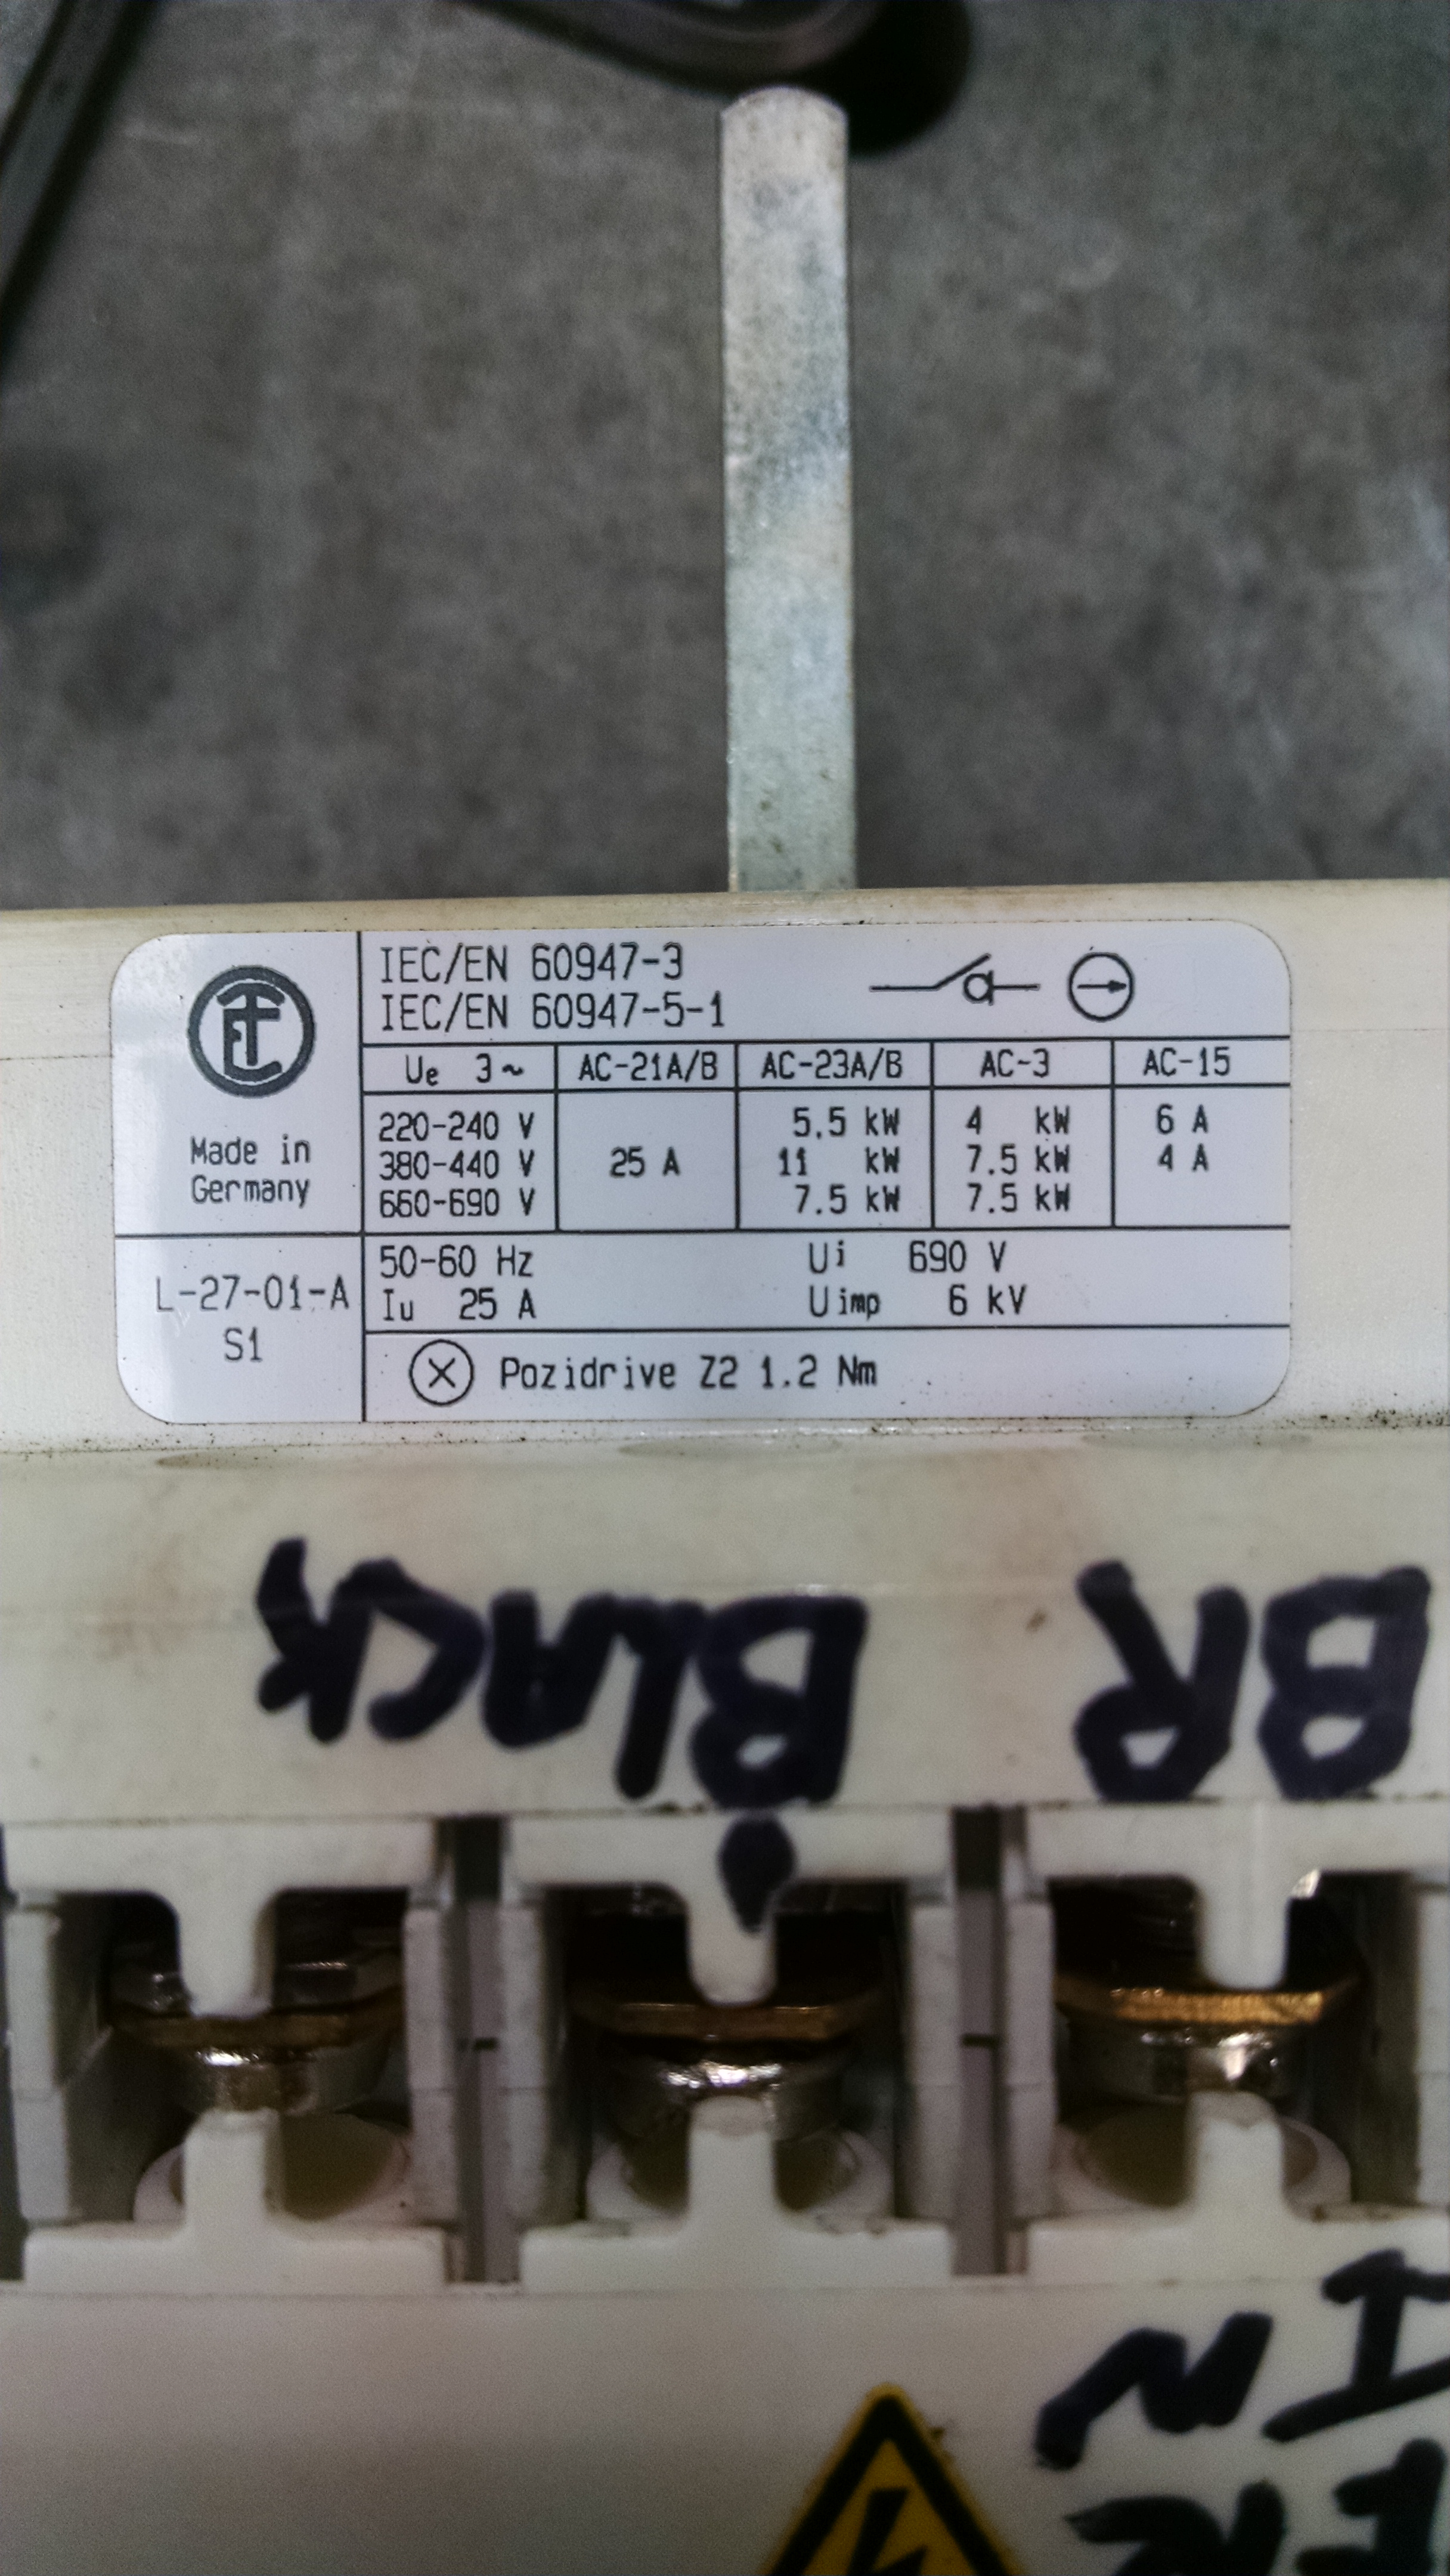 IEC/EN 60947-3
IEC/EN 60947-5-1
Made in
Germany
L-27-01-A
S1
Ue 3~ AC-21A/B AC-23A/B AC-3 AC-15
220-240 V 5.5 kW 4 kW 6 A
380-440 V 25 A 11 kW 7.5 kW 4 A
660-690 V 7.5 kW 7.5 kW
50-60 Hz Ui 690 V
Iu 25 A Uimp 6 kV
Pozidrive Z2 1.2 Nm
BR Black
IN